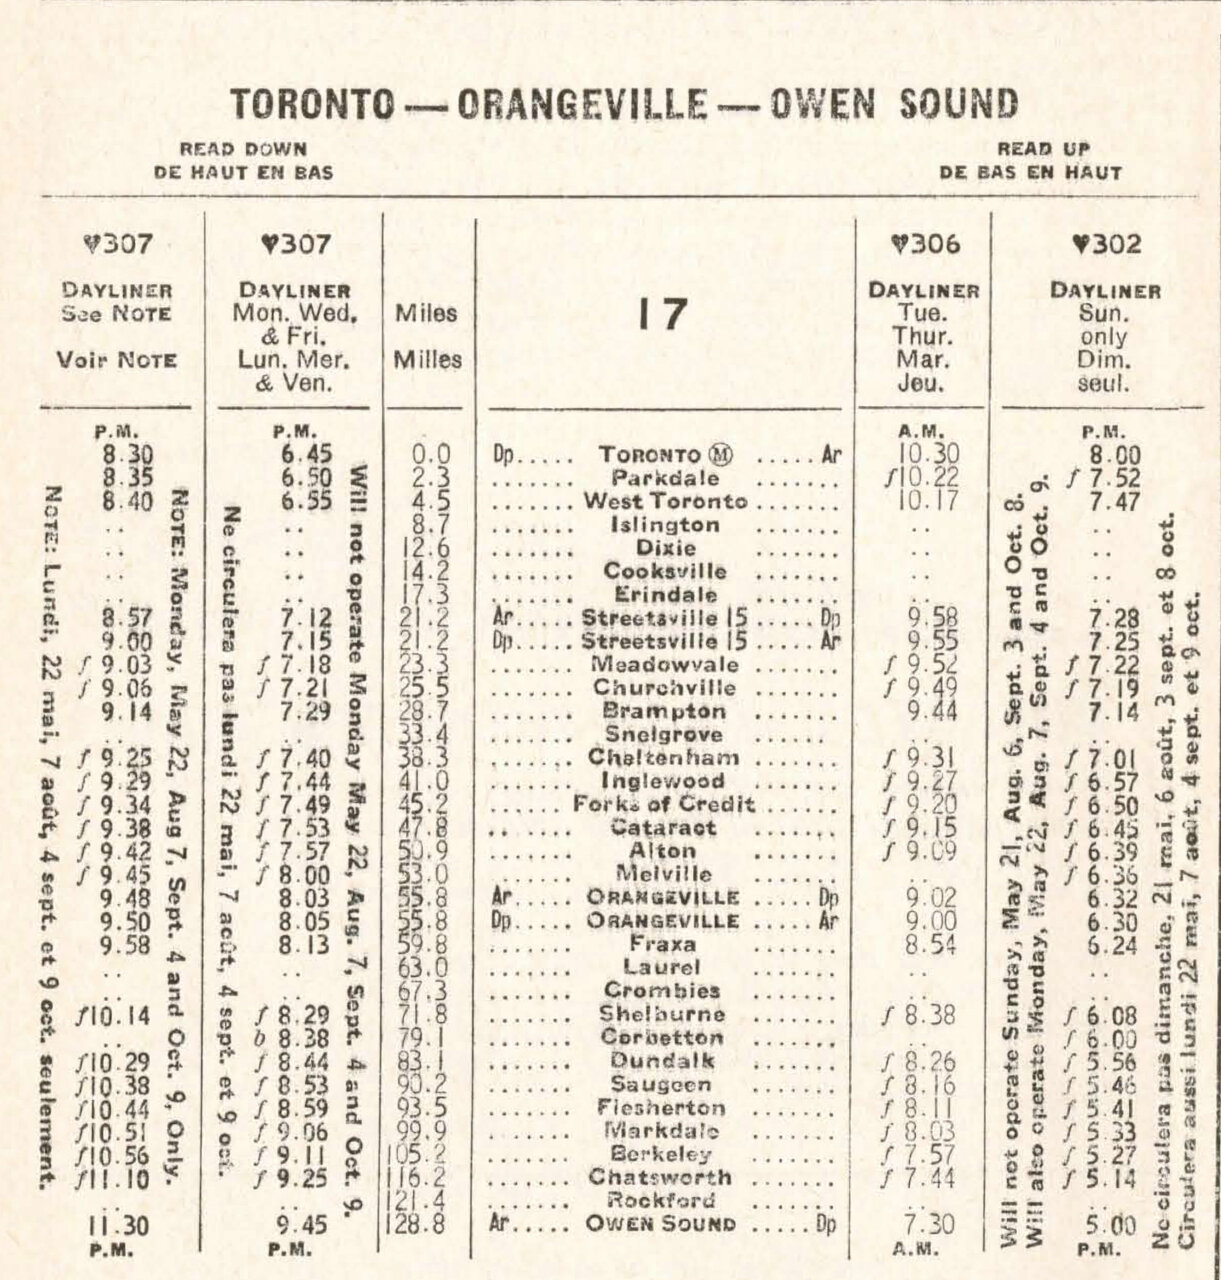 TORONTO — ORANGEVILLE — OWEN SOUND
READ DOWN READ UP
DE HAUT EN BAS DE BAS EN HAUT
♥307 ♥307 ♥306 ♥302
DAYLINER DAYLINER DAYLINER DAYLINER
See NOTE Mon. Wed. Miles 17 Tue. Sun.
& Fri. Thur. only
Voir NOTE Lun. Mer. Milles Mar. Dim.
& Ven. Jeu. seul.
P.M. P.M. A.M. P.M.
8.30 6.45 0.0 Dp..... TORONTO Ⓜ .....Ar 10.30 8.00
8.35 6.50 2.3 ....... Parkdale ....... f10.22 f 7.52
8.40 6.55 4.5 ....... West Toronto ....... 10.17 7.47
.. .. 8.7 ....... Islington ....... .. ..
.. .. 12.6 ....... Dixie ....... .. ..
.. .. 14.2 ....... Cooksville ....... .. ..
.. .. 17.3 ....... Erindale ....... .. ..
8.57 7.12 21.2 Ar..... Streetsville 15 .....Dp 9.58 7.28
9.00 7.15 21.2 Dp..... Streetsville 15 .....Ar 9.55 7.25
f 9.03 f 7.18 23.3 ....... Meadowvale ....... f 9.52 f 7.22
f 9.06 f 7.21 25.5 ....... Churchville ....... f 9.49 f 7.19
9.14 7.29 28.7 ....... Brampton ....... 9.44 7.14
.. .. 33.4 ....... Snelgrove ....... .. ..
f 9.25 f 7.40 38.3 ....... Cheltenham ....... f 9.31 f 7.01
f 9.29 f 7.44 41.0 ....... Inglewood ....... f 9.27 f 6.57
f 9.34 f 7.49 45.2 ....... Forks of Credit ....... f 9.20 f 6.50
f 9.38 f 7.53 47.8 ....... Cataract ....... f 9.15 f 6.45
f 9.42 f 7.57 50.9 ....... Alton ....... f 9.09 f 6.39
f 9.45 f 8.00 53.0 ....... Melville ....... .. f 6.36
9.48 8.03 55.8 Ar..... ORANGEVILLE .....Dp 9.02 6.32
9.50 8.05 55.8 Dp..... ORANGEVILLE .....Ar 9.00 6.30
9.58 8.13 59.8 ....... Fraxa ....... 8.54 6.24
.. .. 63.0 ....... Laurel ....... .. ..
.. .. 67.3 ....... Crombies ....... .. ..
f10.14 f 8.29 71.8 ....... Shelburne ....... f 8.38 f 6.08
.. b 8.38 79.1 ....... Corbetton ....... .. f 6.00
f10.29 f 8.44 83.1 ....... Dundalk ....... f 8.26 f 5.56
f10.38 f 8.53 90.2 ....... Saugeen ....... f 8.16 f 5.46
f10.44 f 8.59 93.5 ....... Flesherton ....... f 8.11 f 5.41
f10.51 f 9.06 99.9 ....... Markdale ....... f 8.03 f 5.33
f10.56 f 9.11 105.2 ....... Berkeley ....... f 7.57 f 5.27
f11.10 f 9.25 116.2 ....... Chatsworth ....... f 7.44 f 5.14
.. .. 121.4 ....... Rockford ....... .. ..
11.30 9.45 128.8 Ar..... OWEN SOUND .....Dp 7.30 5.00
P.M. P.M. A.M. P.M.
NOTE: Lundi, 22 mai, 7 août, 4 sept. et 9 oct. seulement.
NOTE: Monday, May 22, Aug 7, Sept. 4 and Oct. 9, Only.
Ne circulera pas lundi 22 mai, 7 août, 4 sept. et 9 oct.
Will not operate Monday May 22, Aug. 7, Sept. 4 and Oct. 9.
Will not operate Sunday, May 21, Aug. 6, Sept. 3 and Oct. 8.
Will also operate Monday, May 22, Aug. 7, Sept. 4 and Oct. 9.
Ne circulera pas dimanche, 21 mai, 6 août, 3 sept. et 8 oct.
Circulera aussi lundi 22 mai, 7 août, 4 sept. et 9 oct.